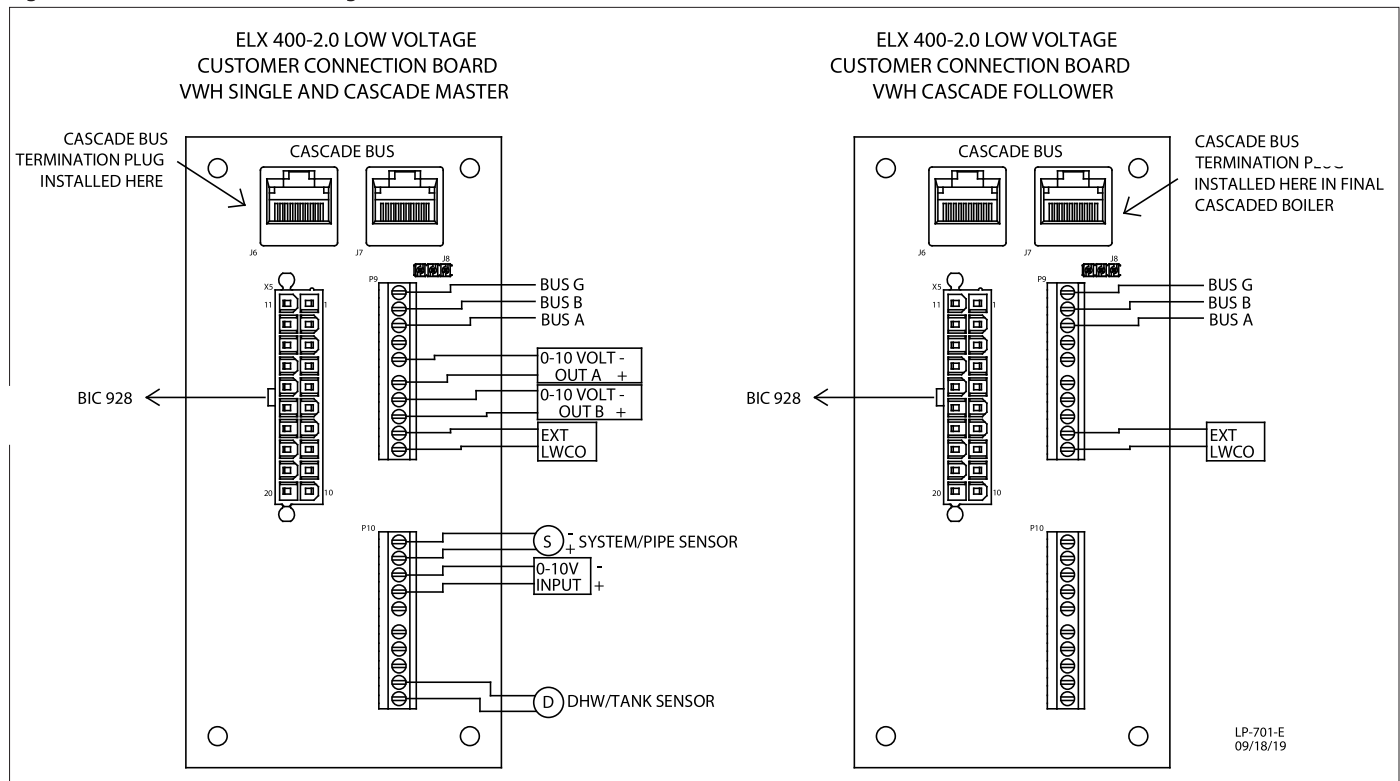 ELX 400-2.0 LOW VOLTAGE
CUSTOMER CONNECTION BOARD
VWH SINGLE AND CASCADE MASTER
CASCADE BUS
TERMINATION PLUG
INSTALLED HERE
CASCADE BUS
J6
J7
J8
X5
11
1
20
10
P9
BUS G
BUS B
BUS A
0-10 VOLT -
OUT A +
0-10 VOLT -
OUT B +
EXT
LWCO
BIC 928
P10
S
-
+
SYSTEM/PIPE SENSOR
0-10V -
INPUT +
D
DHW/TANK SENSOR
ELX 400-2.0 LOW VOLTAGE
CUSTOMER CONNECTION BOARD
VWH CASCADE FOLLOWER
CASCADE BUS
CASCADE BUS
TERMINATION
INSTALLED HERE IN FINAL
CASCADED BOILER
J6
J7
J8
X5
11
1
20
10
P9
BUS G
BUS B
BUS A
EXT
LWCO
BIC 928
P10
LP-701-E
09/18/19